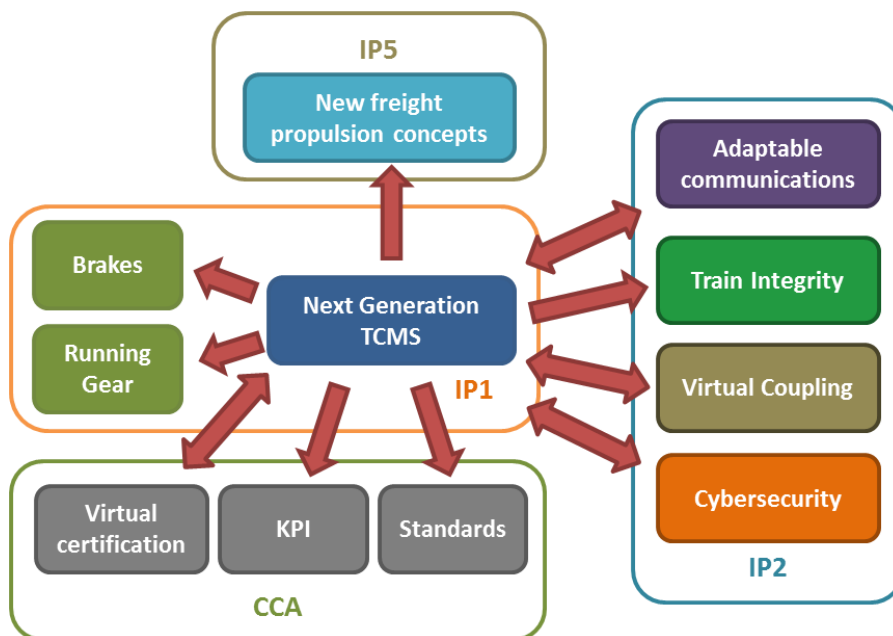 IP5
New freight
propulsion concepts
Adaptable
communications
Brakes
Train Integrity
Next Generation
TCMS
Running
Gear
Virtual Coupling
IP1
Cybersecurity
Virtual
certification
KPI
Standards
IP2
CCA